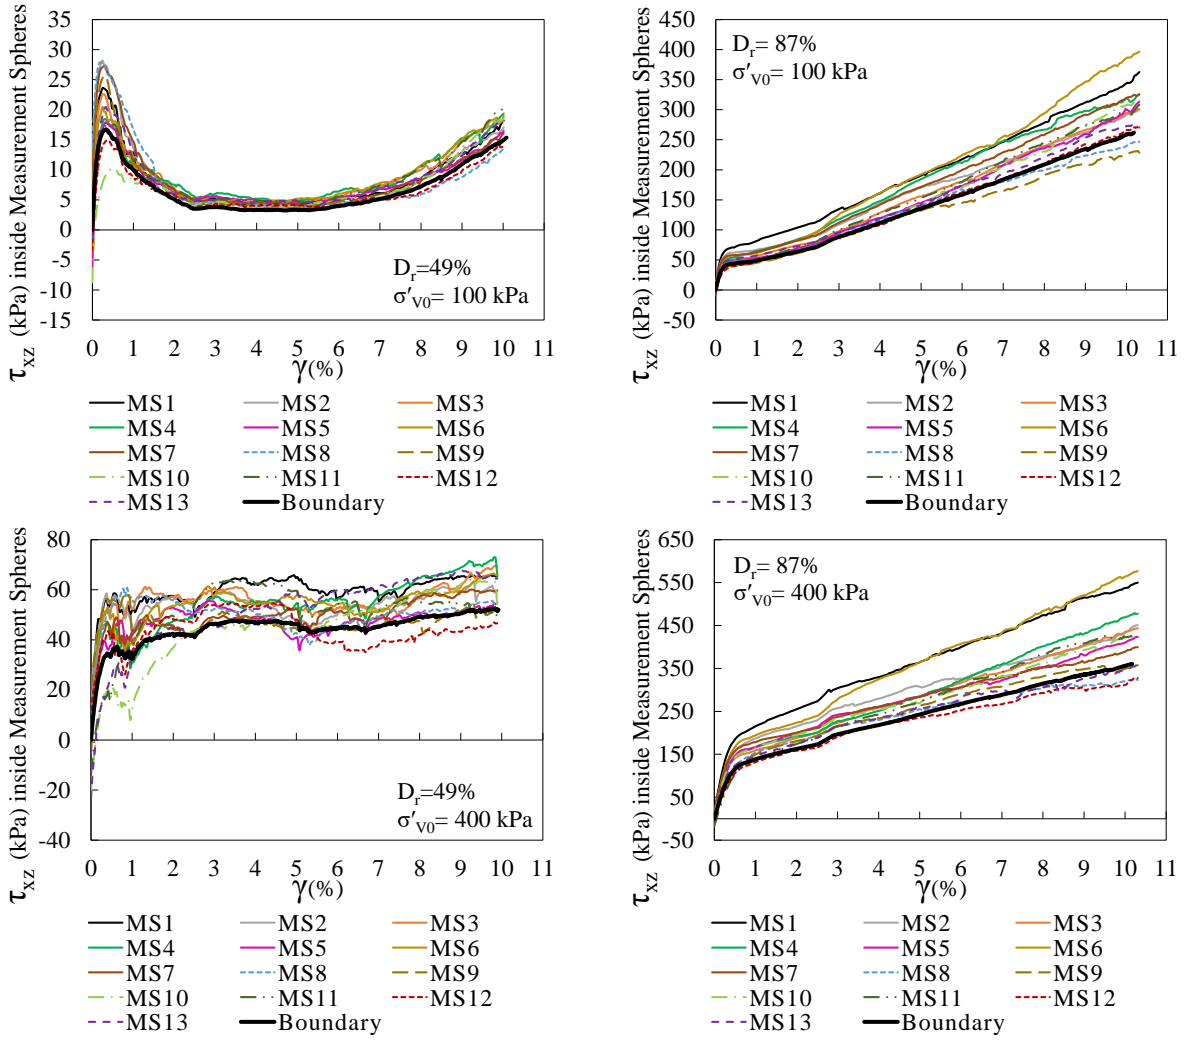 τxz (kPa) inside Measurement Spheres
35
30
25
20
15
10
5
0
-5
-10
-15
Dr=49%
σ′V0= 100 kPa
0 1 2 3 4 5 6 7 8 9 10 11
γ(%)
MS1 MS2 MS3
MS4 MS5 MS6
MS7 MS8 MS9
MS10 MS11 MS12
MS13 Boundary
τxz (kPa) inside Measurement Spheres
450
400
350
300
250
200
150
100
50
0
-50
Dr= 87%
σ′V0= 100 kPa
0 1 2 3 4 5 6 7 8 9 10 11
γ(%)
MS1 MS2 MS3
MS4 MS5 MS6
MS7 MS8 MS9
MS10 MS11 MS12
MS13 Boundary
τxz (kPa) inside Measurement Spheres
80
60
40
20
0
-20
-40
Dr=49%
σ′V0= 400 kPa
0 1 2 3 4 5 6 7 8 9 10 11
γ(%)
MS1 MS2 MS3
MS4 MS5 MS6
MS7 MS8 MS9
MS10 MS11 MS12
MS13 Boundary
τxz (kPa) inside Measurement Spheres
650
550
450
350
250
150
50
-50
Dr= 87%
σ′V0= 400 kPa
0 1 2 3 4 5 6 7 8 9 10 11
γ(%)
MS1 MS2 MS3
MS4 MS5 MS6
MS7 MS8 MS9
MS10 MS11 MS12
MS13 Boundary